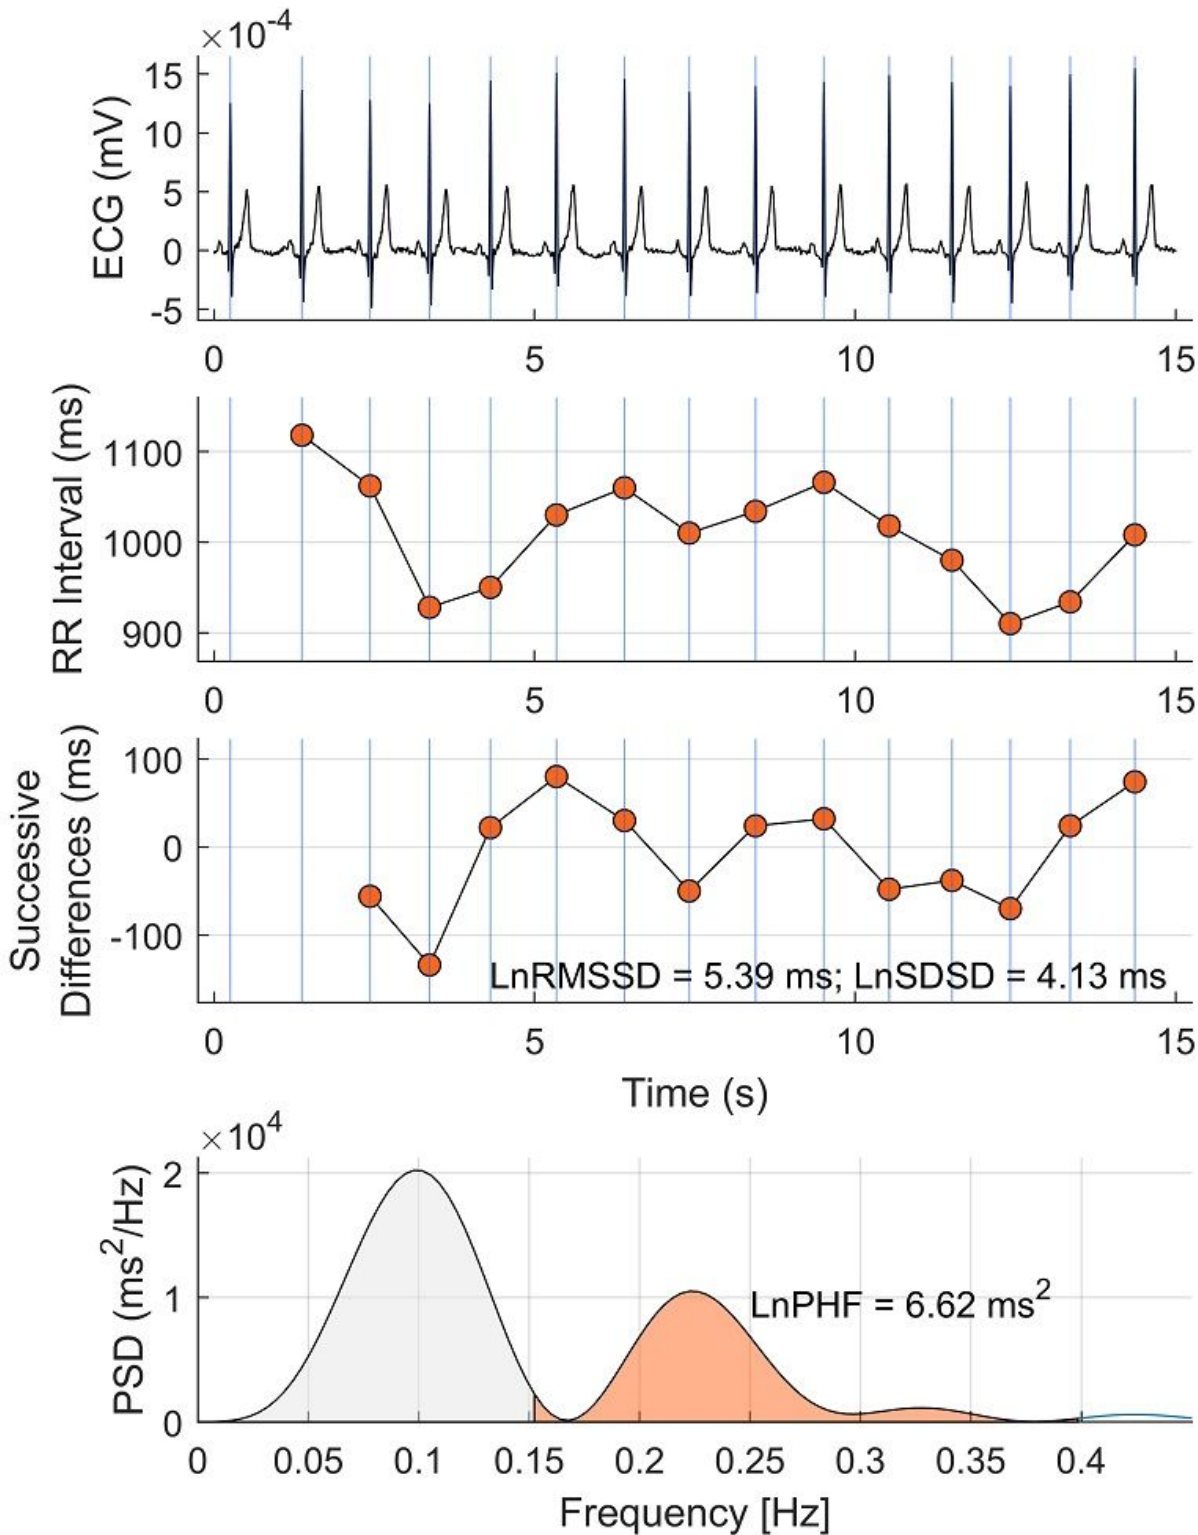 ×10-4
15
10
5
0
-5
ECG (mV)
0 5 10 15
1100
1000
900
RR Interval (ms)
0 5 10 15
100
0
-100
Successive
Differences (ms)
LnRMSSD = 5.39 ms; LnSDSD = 4.13 ms
0 5 10 15
Time (s)
×10⁴
2
1
0
PSD (ms²/Hz)
LnPHF = 6.62 ms²
0 0.05 0.1 0.15 0.2 0.25 0.3 0.35 0.4
Frequency [Hz]